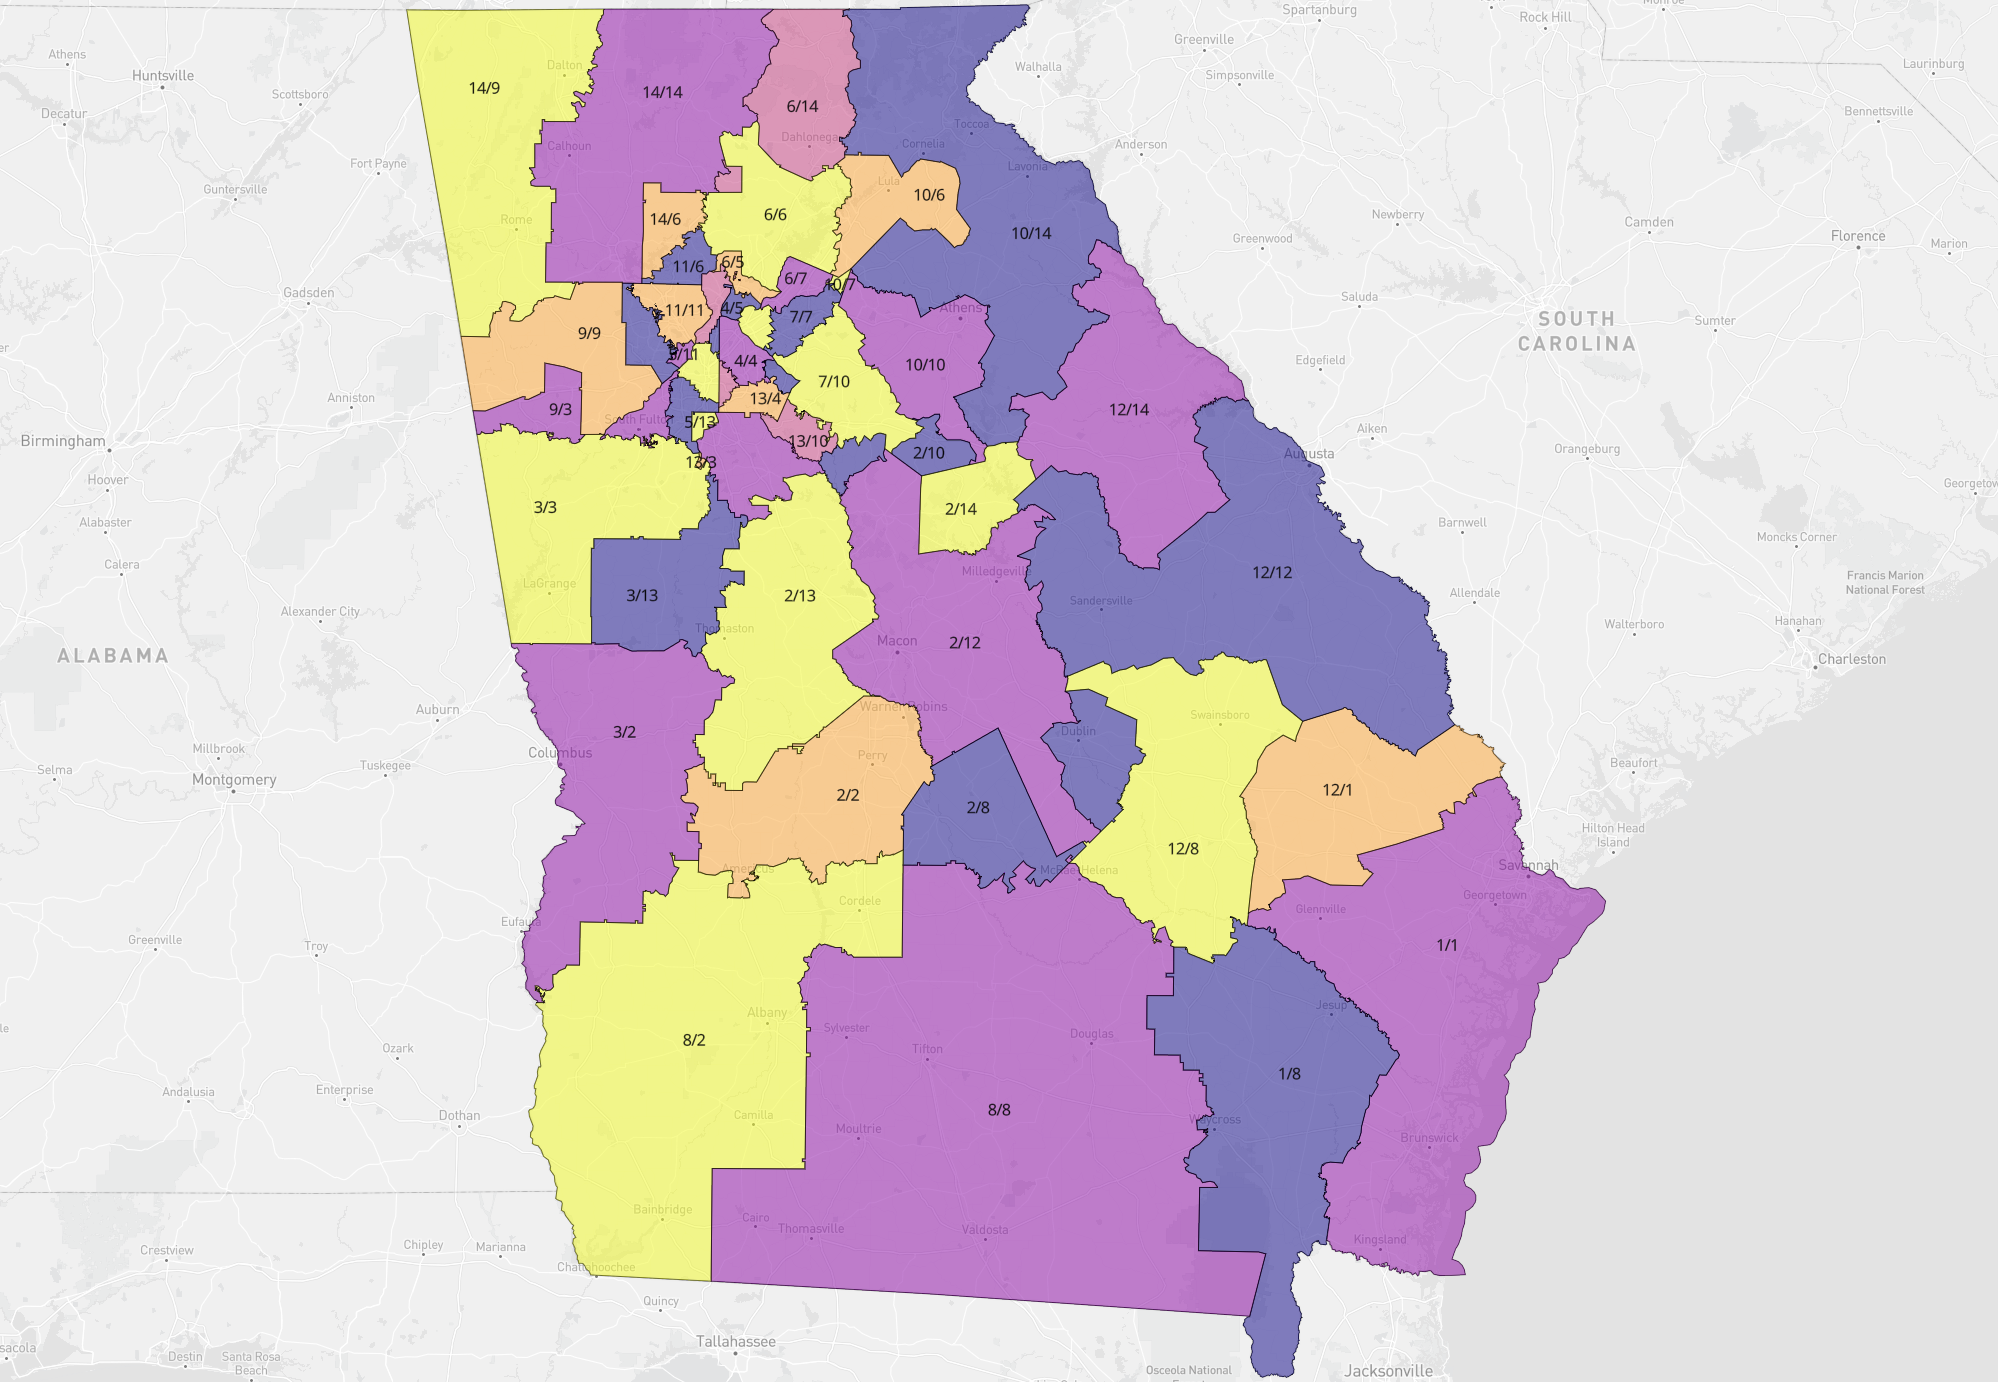 Spartanburg
Rock Hill
Monroe
Athens
Huntsville
Dalton
Greenville
Walhalla
Simpsonville
Laurinburg
14/9
14/14
Scottsboro
6/14
Decatur
Bennettsville
Toccoa
Dahlonega
Cornelia
Anderson
Calhoun
Fort Payne
Lavonia
Guntersville
Lula
10/6
Newberry
Rome
14/6
6/6
Greenwood
Saluda
Florence
Marion
10/14
11/6
6/5
6/7
10/7
Gadsden
11/11
4/5
7/7
Athens
Saluda
SOUTH
CAROLINA
Sumter
9/9
4/4
10/10
Edgefield
7/10
Anniston
13/4
9/3
South Fulton
5/13
12/14
Birmingham
13/10
2/10
Aiken
Orangeburg
Augusta
13/3
Hoover
3/3
2/14
Georgetow
Alabaster
Barnwell
Moncks Corner
Calera
Milledgeville
12/12
Francis Marion
National Forest
LaGrange
3/13
2/13
Sandersville
Allendale
Alexander City
Thomaston
Walterboro
Hanahan
ALABAMA
Macon
2/12
Charleston
Auburn
Warner Robins
Swainsboro
3/2
Dublin
Millbrook
Columbus
Selma
Tuskegee
Montgomery
Perry
Beaufort
2/2
2/8
12/1
Hilton Head
Island
12/8
Americus
McRae-Helena
Savannah
Cordele
Georgetown
Eufaula
Glennville
Greenville
Troy
1/1
Albany
Jesup
Sylvester
Douglas
8/2
Tifton
Ozark
Andalusia
Enterprise
1/8
Dothan
Camilla
8/8
Moultrie
Waycross
Brunswick
Bainbridge
Cairo
Thomasville
Valdosta
Crestview
Chipley
Marianna
Kingsland
Chattahoochee
Quincy
Tallahassee
Destin
Santa Rosa
Beach
Osceola National
Jacksonville